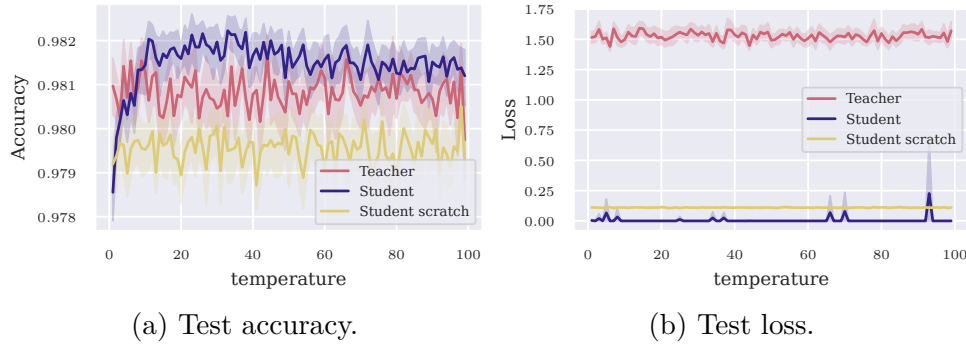 0.982
0.981
0.980
0.979
0.978
Accuracy
Teacher
Student
Student scratch
0 20 40 60 80 100
temperature
(a) Test accuracy.
1.75
1.50
1.25
1.00
0.75
0.50
0.25
0.00
Loss
Teacher
Student
Student scratch
0 20 40 60 80 100
temperature
(b) Test loss.